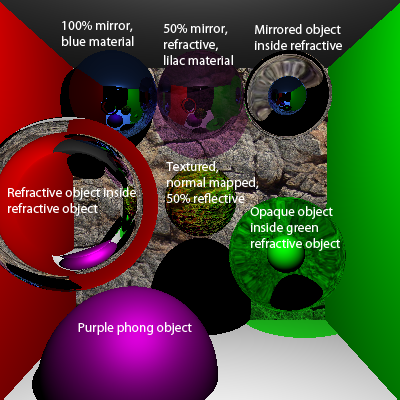 100% mirror,
blue material
50% mirror,
refractive,
lilac material
Mirrored object
inside refractive
Textured,
normal mapped,
50% reflective
Refractive object inside
refractive object
Opaque object
inside green
refractive object
Purple phong object